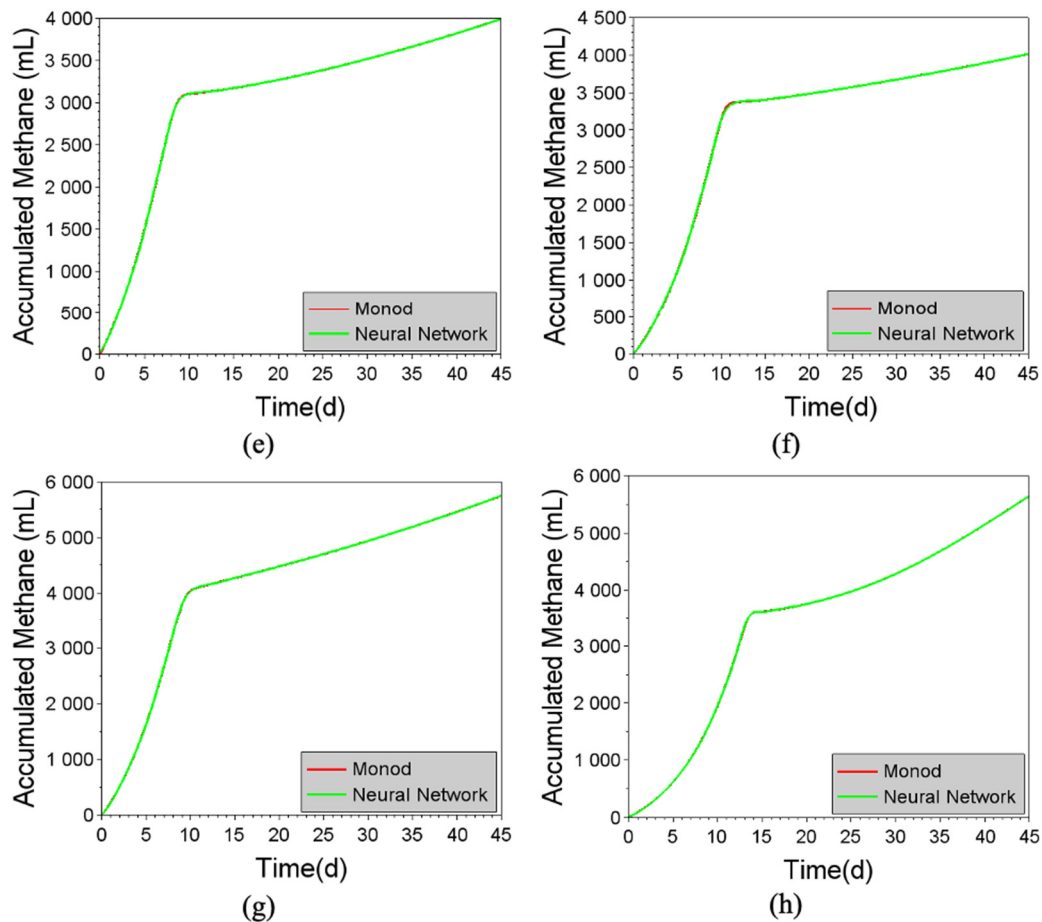 4 000
3 500
3 000
2 500
2 000
1 500
1 000
500
0
Accumulated Methane (mL)
Monod
Neural Network
0 5 10 15 20 25 30 35 40 45
Time(d)
(e)
4 500
4 000
3 500
3 000
2 500
2 000
1 500
1 000
500
0
Accumulated Methane (mL)
Monod
Neural Network
0 5 10 15 20 25 30 35 40 45
Time(d)
(f)
6 000
5 000
4 000
3 000
2 000
1 000
0
Accumulated Methane (mL)
Monod
Neural Network
0 5 10 15 20 25 30 35 40 45
Time(d)
(g)
6 000
5 000
4 000
3 000
2 000
1 000
0
Accumulated Methane (mL)
Monod
Neural Network
0 5 10 15 20 25 30 35 40 45
Time(d)
(h)